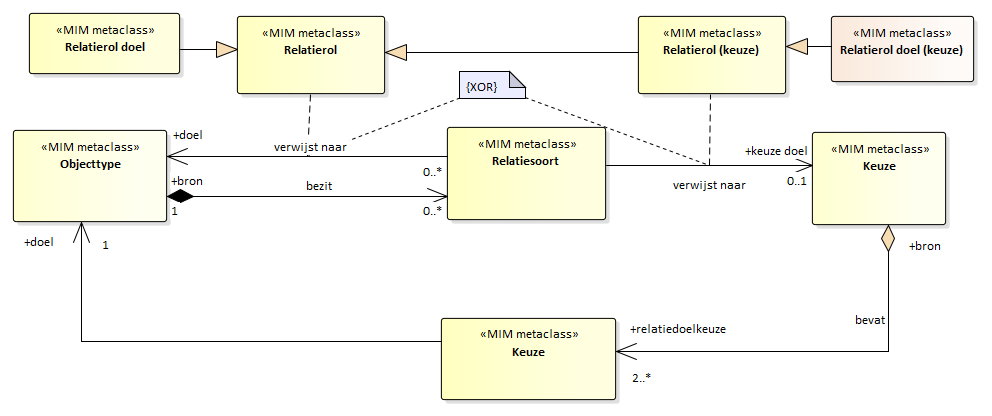 «MIM metaclass»
Relatierol doel
«MIM metaclass»
Relatierol
«MIM metaclass»
Relatierol (keuze)
«MIM metaclass»
Relatierol doel (keuze)
{XOR}
«MIM metaclass»
Objecttype
+doel
verwijst naar
0..*
«MIM metaclass»
Relatiesoort
+keuze doel
0..1
verwijst naar
«MIM metaclass»
Keuze
+bron
1
bezit
0..*
+doel
1
+bron
bevat
«MIM metaclass»
Keuze
+relatiedoelkeuze
2..*